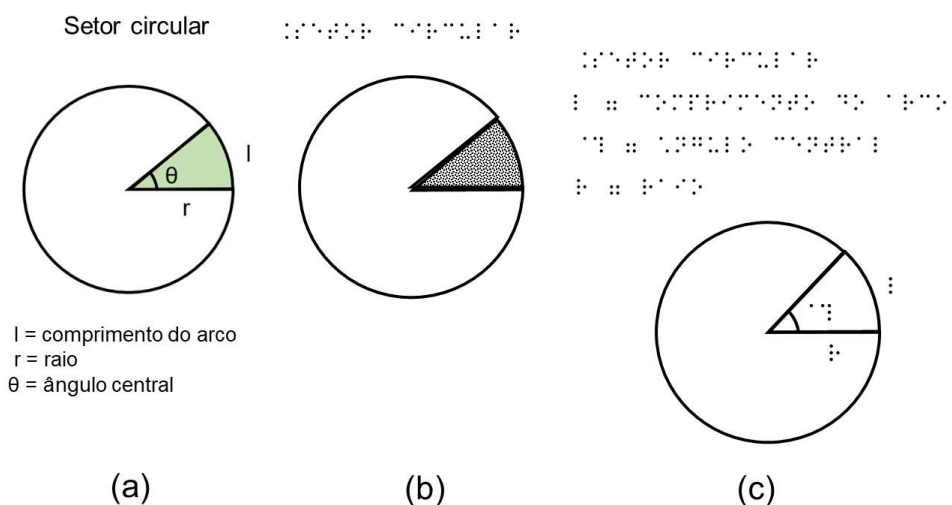 Setor circular
θ
l
r
l = comprimento do arco
r = raio
θ = ângulo central
(a)
⠨⠎⠑⠞⠕⠗ ⠉⠊⠗⠉⠥⠇⠁⠗
(b)
⠨⠎⠑⠞⠕⠗ ⠉⠊⠗⠉⠥⠇⠁⠗
⠇ ⠶ ⠉⠕⠍⠏⠗⠊⠍⠑⠝⠞⠕ ⠙⠕ ⠁⠗⠉⠕
⠶ ⠡⠝⠛⠥⠇⠕ ⠉⠑⠝⠞⠗⠁⠇
⠗ ⠶ ⠗⠁⠊⠕
⠇
⠗
(c)